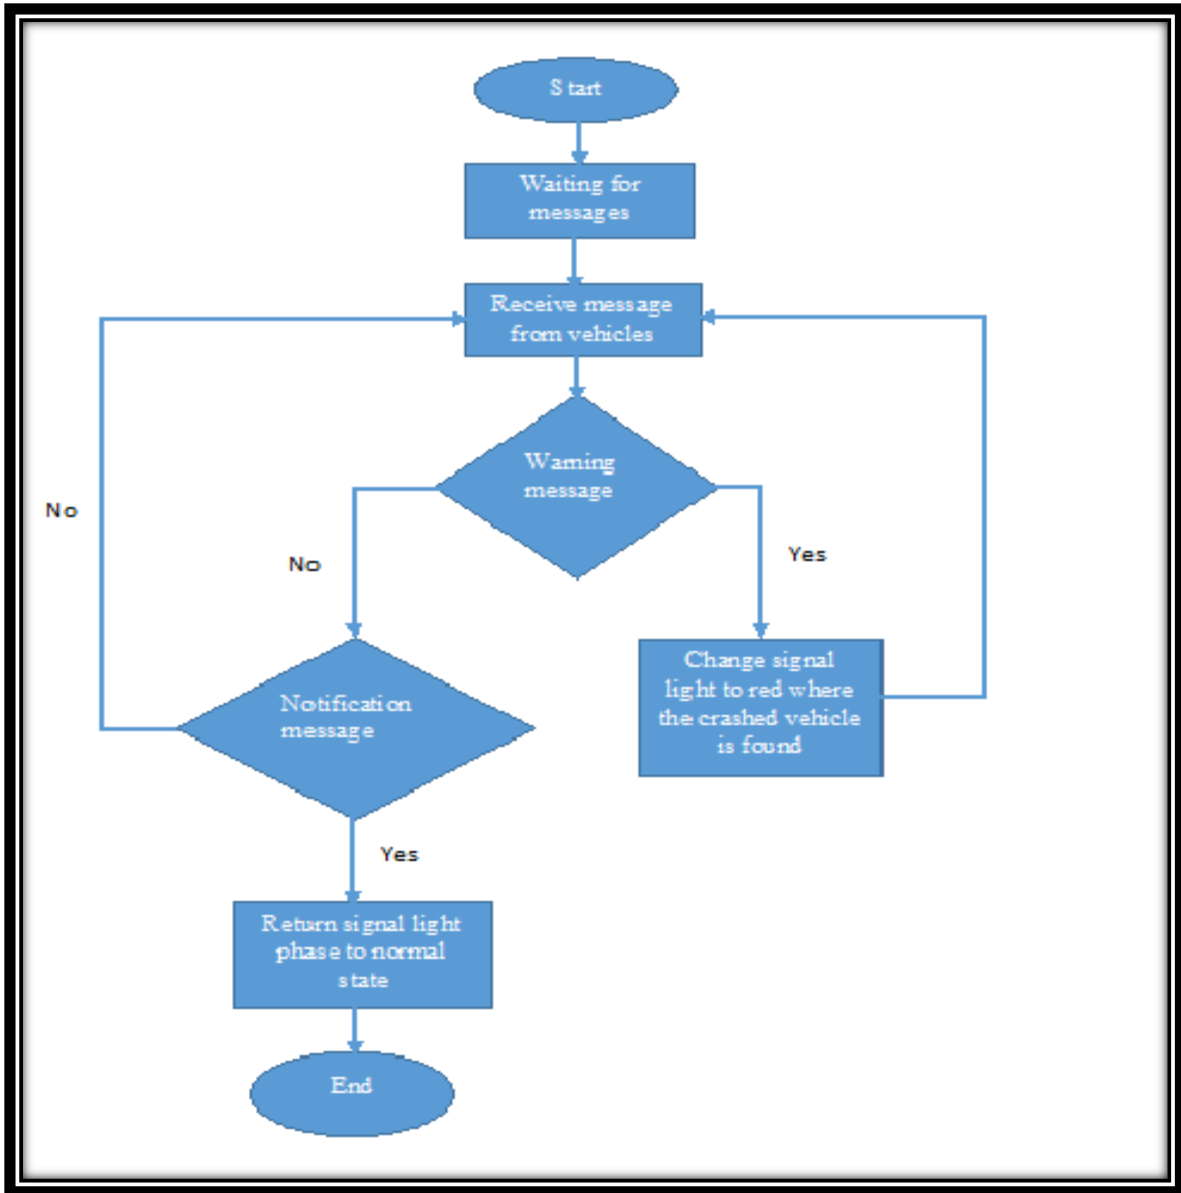 Start
Waiting for
messages
Receive message
from vehicles
Warning
message
No
No
Yes
Change signal
light to red where
the crashed vehicle
is found
Notification
message
Yes
Return signal light
phase to normal
state
End